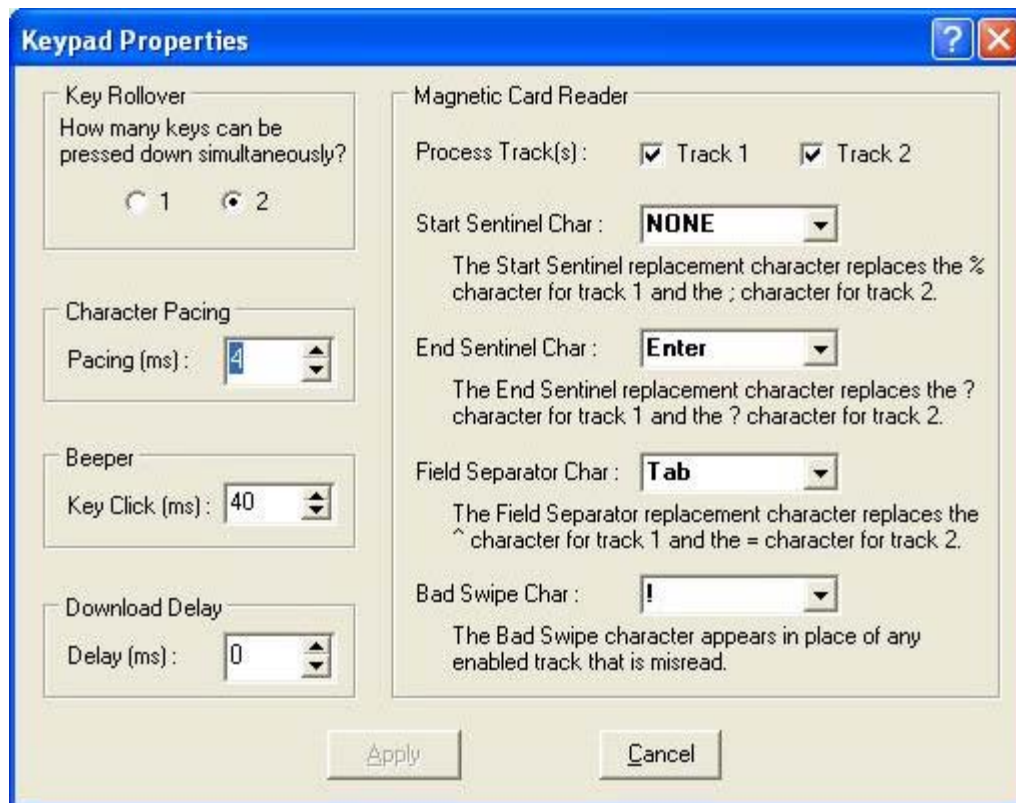 Keypad Properties
Key Rollover
How many keys can be
pressed down simultaneously?
1 2
Character Pacing
Pacing (ms) : 4
Beeper
Key Click (ms) : 40
Download Delay
Delay (ms) : 0
Magnetic Card Reader
Process Track(s) : Track 1 Track 2
Start Sentinel Char : NONE
The Start Sentinel replacement character replaces the %
character for track 1 and the ; character for track 2.
End Sentinel Char : Enter
The End Sentinel replacement character replaces the ?
character for track 1 and the ? character for track 2.
Field Separator Char : Tab
The Field Separator replacement character replaces the
^ character for track 1 and the = character for track 2.
Bad Swipe Char : !
The Bad Swipe character appears in place of any
enabled track that is misread.
Apply Cancel